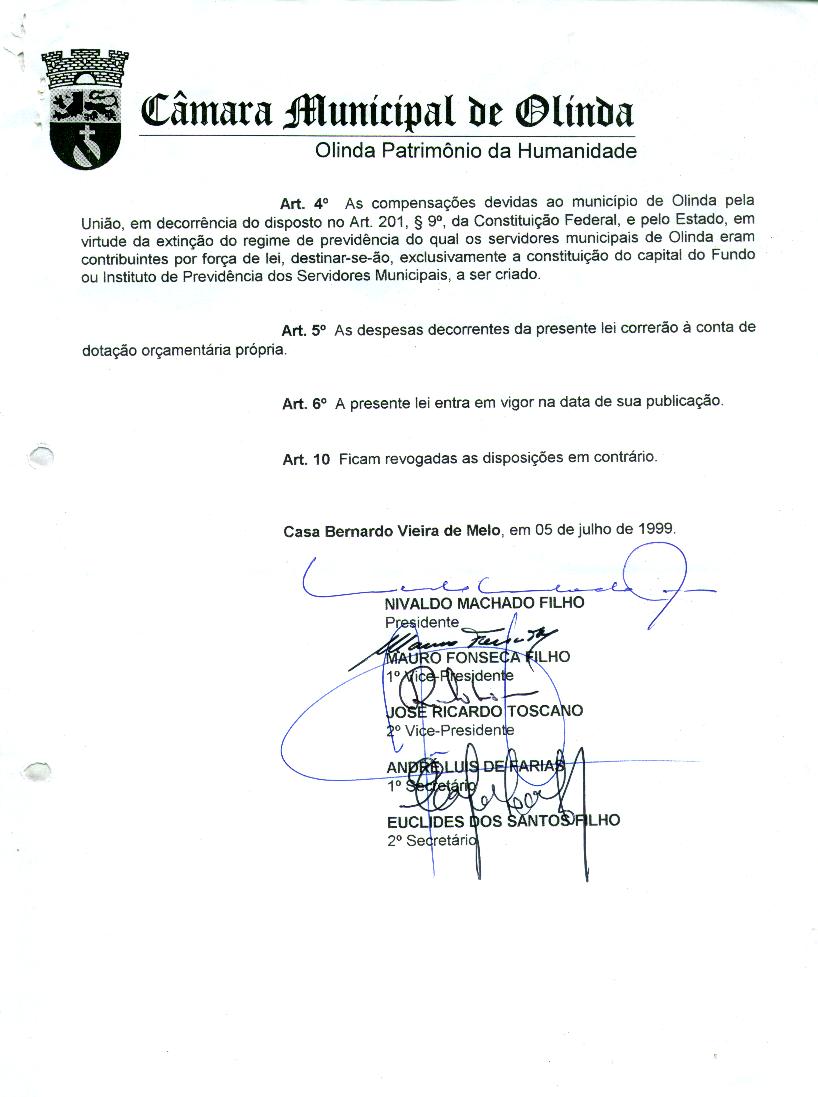 Câmara Municipal de Olinda
Olinda Patrimônio da Humanidade
Art. 4º As compensações devidas ao município de Olinda pela
União, em decorrência do disposto no Art. 201, § 9º, da Constituição Federal, e pelo Estado, em
virtude da extinção do regime de previdência do qual os servidores municipais de Olinda eram
contribuintes por força de lei, destinar-se-ão, exclusivamente a constituição do capital do Fundo
ou Instituto de Previdência dos Servidores Municipais, a ser criado.
Art. 5º As despesas decorrentes da presente lei correrão à conta de
dotação orçamentária própria.
Art. 6º A presente lei entra em vigor na data de sua publicação.
Art. 10 Ficam revogadas as disposições em contrário.
Casa Bernardo Vieira de Melo, em 05 de julho de 1999.
NIVALDO MACHADO FILHO
Presidente
MAURO FONSECA FILHO
1º Vice-Presidente
JOSÉ RICARDO TOSCANO
2º Vice-Presidente
ANDRÉ LUIS DE FARIAS
1º Secretário
EUCLIDES DOS SANTOS FILHO
2º Secretário